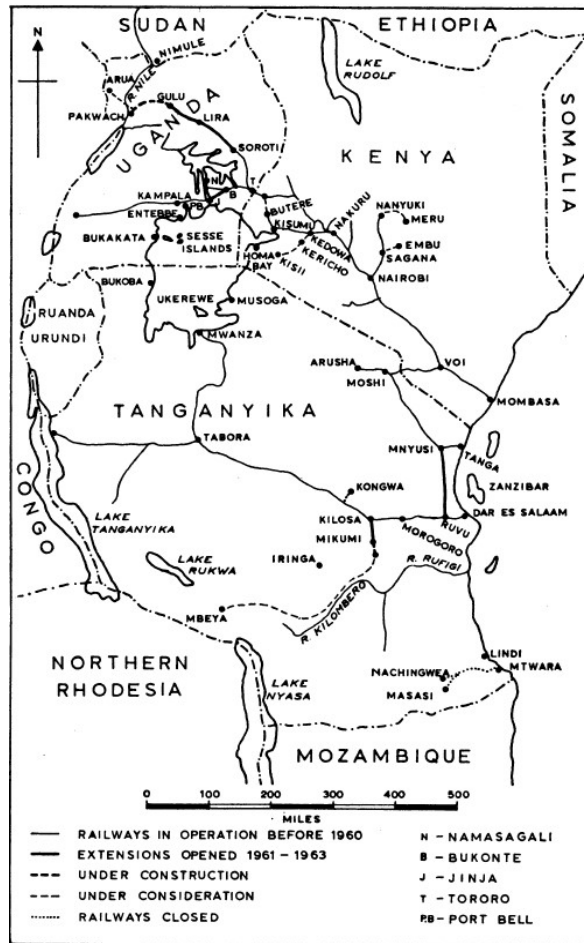 SUDAN
ETHIOPIA
N
NIMULE
ARUA
R. NILE
LAKE
RUDOLF
GULU
PAKWACH
LIRA
UGANDA
SOROTI
KENYA
SOMALIA
N
B
T
KAMPALA
PB
J
ENTEBBE
BUTERE
NAKURU
NANYUKI
MERU
KISUMU
BUKAKATA
SESSE
ISLANDS
KEDOWA
EMBU
HOMA
BAY
KERICHO
SAGANA
KISII
NAIROBI
BUKOBA
UKEREWE
MUSOGA
RUANDA
URUNDI
MWANZA
ARUSHA
MOSHI
VOI
MOMBASA
TANGANYIKA
TABORA
MNYUSI
TANGA
CONGO
KONGWA
ZANZIBAR
LAKE
TANGANYIKA
KILOSA
DAR ES SALAAM
RUVU
MIKUMI
MOROGORO
LAKE
RUKWA
IRINGA
R. RUFIGI
MBEYA
R. KILOMBERO
NORTHERN
RHODESIA
LAKE
NYASA
LINDI
MTWARA
NACHINGWEA
MASASI
MOZAMBIQUE
0 100 200 300 400 500
MILES
RAILWAYS IN OPERATION BEFORE 1960
EXTENSIONS OPENED 1961 - 1963
UNDER CONSTRUCTION
UNDER CONSIDERATION
RAILWAYS CLOSED
N - NAMASAGALI
B - BUKONTE
J - JINJA
T - TORORO
PB - PORT BELL